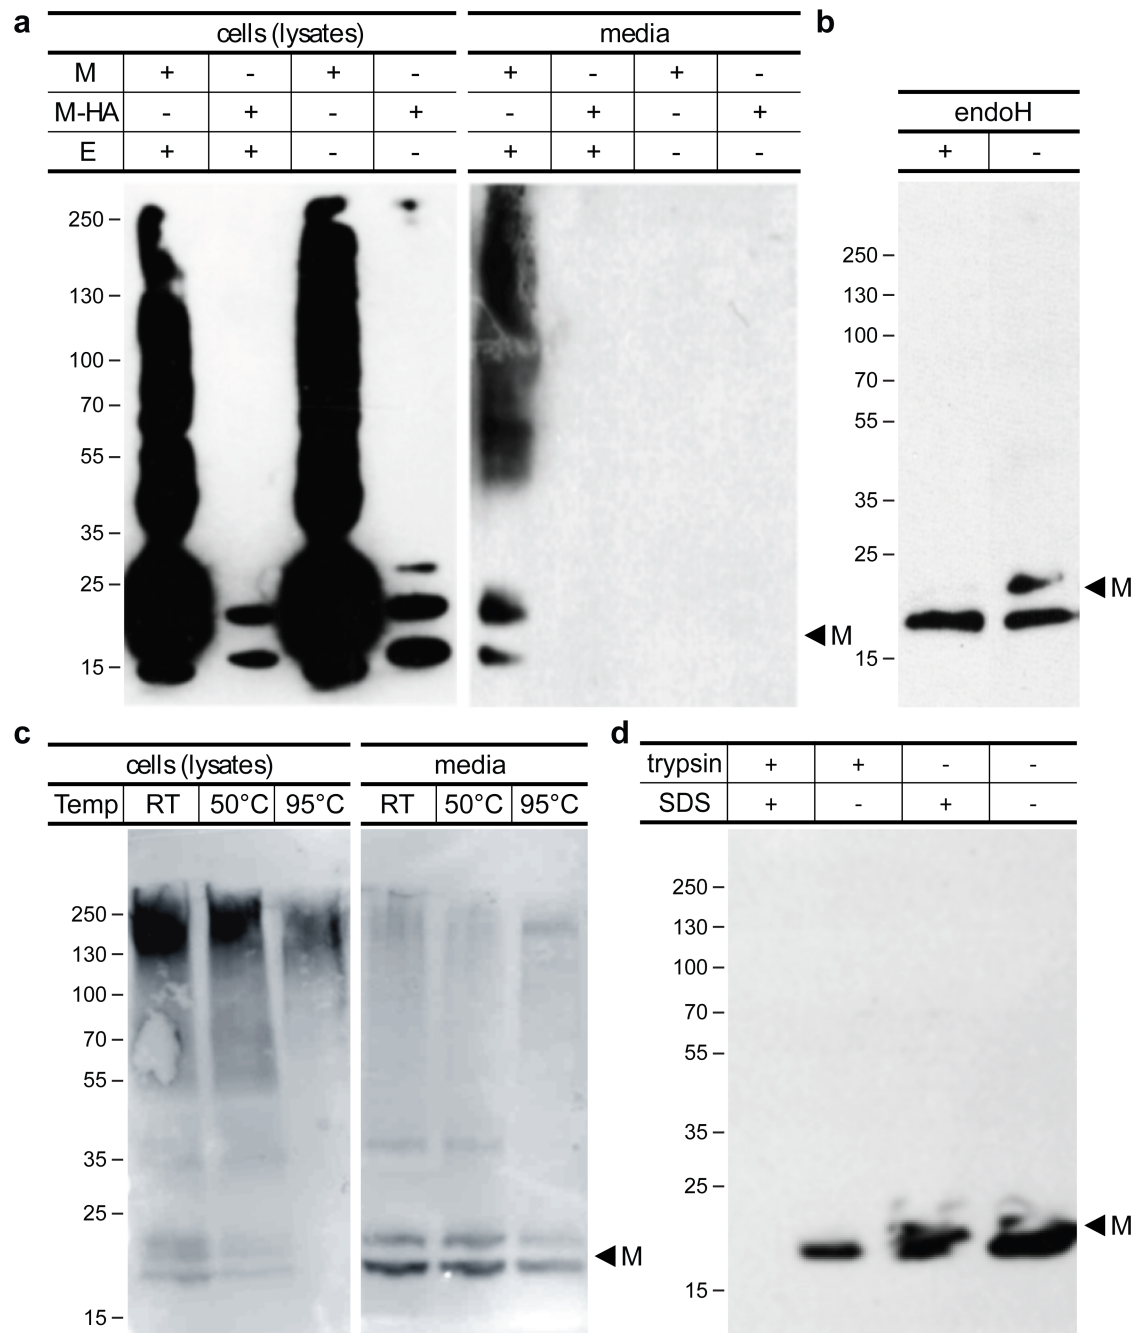 a
cells (lysates) media
M + - + - + - + -
M-HA - + - + - + - +
E + + - - + + - -
250
130
100
70
55
35
25
15
M
b
endoH
+ -
250
130
100
70
55
35
25
15
M
c
cells (lysates) media
Temp RT 50°C 95°C RT 50°C 95°C
250
130
100
70
55
35
25
15
M
d
trypsin + + - -
SDS + - + -
250
130
100
70
55
35
25
15
M